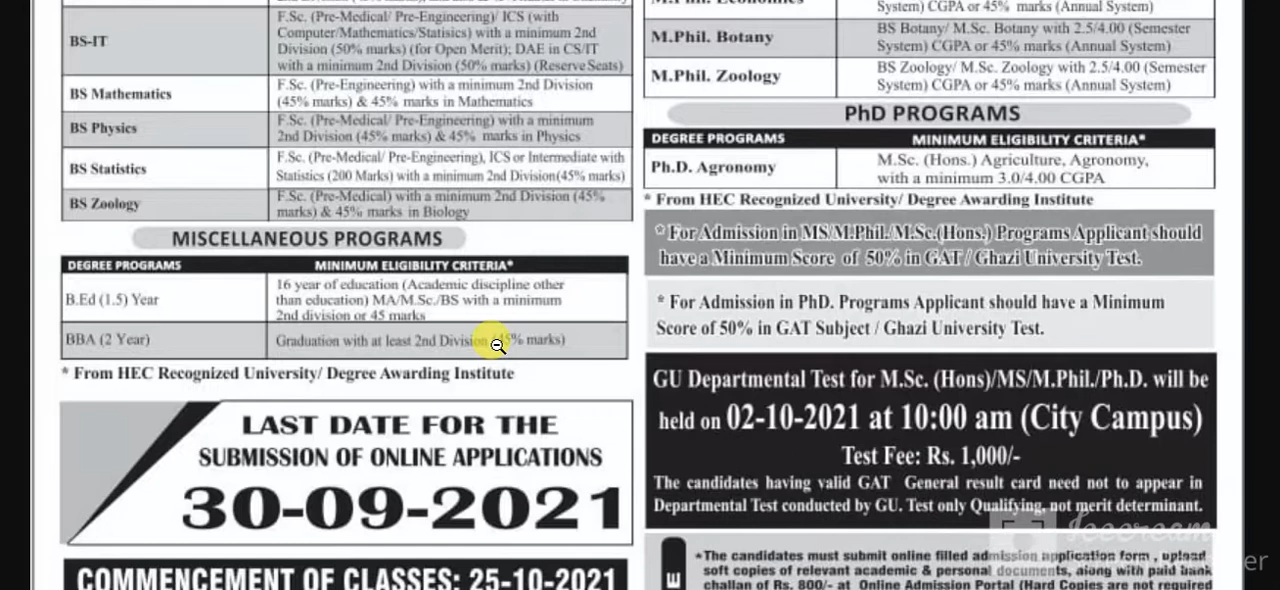 BS-IT
F.Sc. (Pre-Medical/ Pre-Engineering)/ ICS (with
Computer/Mathematics/Statisics) with a minimum 2nd
Division (50% marks) (for Open Merit); DAE in CS/IT
with a minimum 2nd Division (50% marks) (Reserve Seats)
BS Mathematics
F.Sc. (Pre-Engineering) with a minimum 2nd Division
(45% marks) & 45% marks in Mathematics
BS Physics
F.Sc. (Pre-Medical/ Pre-Engineering) with a minimum
2nd Division (45% marks) & 45% marks in Physics
BS Statistics
F.Sc. (Pre-Medical/ Pre-Engineering), ICS or Intermediate with
Statistics (200 Marks) with a minimum 2nd Division(45% marks)
BS Zoology
F.Sc. (Pre-Medical) with a minimum 2nd Division (45%
marks) & 45% marks in Biology
MISCELLANEOUS PROGRAMS
DEGREE PROGRAMS MINIMUM ELIGIBILITY CRITERIA*
B.Ed (1.5) Year
16 year of education (Academic discipline other
than education) MA/M.Sc./BS with a minimum
2nd division or 45 marks
BBA (2 Year)
Graduation with at least 2nd Division (45% marks)
* From HEC Recognized University/ Degree Awarding Institute
LAST DATE FOR THE
SUBMISSION OF ONLINE APPLICATIONS
30-09-2021
COMMENCEMENT OF CLASSES: 25-10-2021
M.Phil. Economics
System) CGPA or 45% marks (Annual System)
M.Phil. Botany
BS Botany/ M.Sc. Botany with 2.5/4.00 (Semester
System) CGPA or 45% marks (Annual System)
M.Phil. Zoology
BS Zoology/ M.Sc. Zoology with 2.5/4.00 (Semester
System) CGPA or 45% marks (Annual System)
PhD PROGRAMS
DEGREE PROGRAMS MINIMUM ELIGIBILITY CRITERIA*
Ph.D. Agronomy
M.Sc. (Hons.) Agriculture, Agronomy,
with a minimum 3.0/4.00 CGPA
* From HEC Recognized University/ Degree Awarding Institute
* For Admission in MS/M.Phil./M.Sc.(Hons.) Programs Applicant should
have a Minimum Score of 50% in GAT / Ghazi University Test.
* For Admission in PhD. Programs Applicant should have a Minimum
Score of 50% in GAT Subject / Ghazi University Test.
GU Departmental Test for M.Sc. (Hons)/MS/M.Phil./Ph.D. will be
held on 02-10-2021 at 10:00 am (City Campus)
Test Fee: Rs. 1,000/-
The candidates having valid GAT General result card need not to appear in
Departmental Test conducted by GU. Test only Qualifying, not merit determinant.
Icecream
*The candidates must submit online filled admission application form , upload
soft copies of relevant academic & personal documents, along with paid bank
challan of Rs. 800/- at Online Admission Portal (Hard Copies are not required